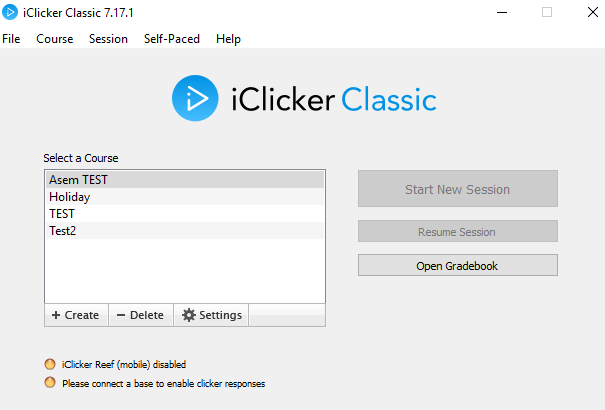 iClicker Classic 7.17.1
File Course Session Self-Paced Help
iClicker Classic
Select a Course
Asem TEST
Holiday
TEST
Test2
+ Create − Delete Settings
Start New Session
Resume Session
Open Gradebook
iClicker Reef (mobile) disabled
Please connect a base to enable clicker responses